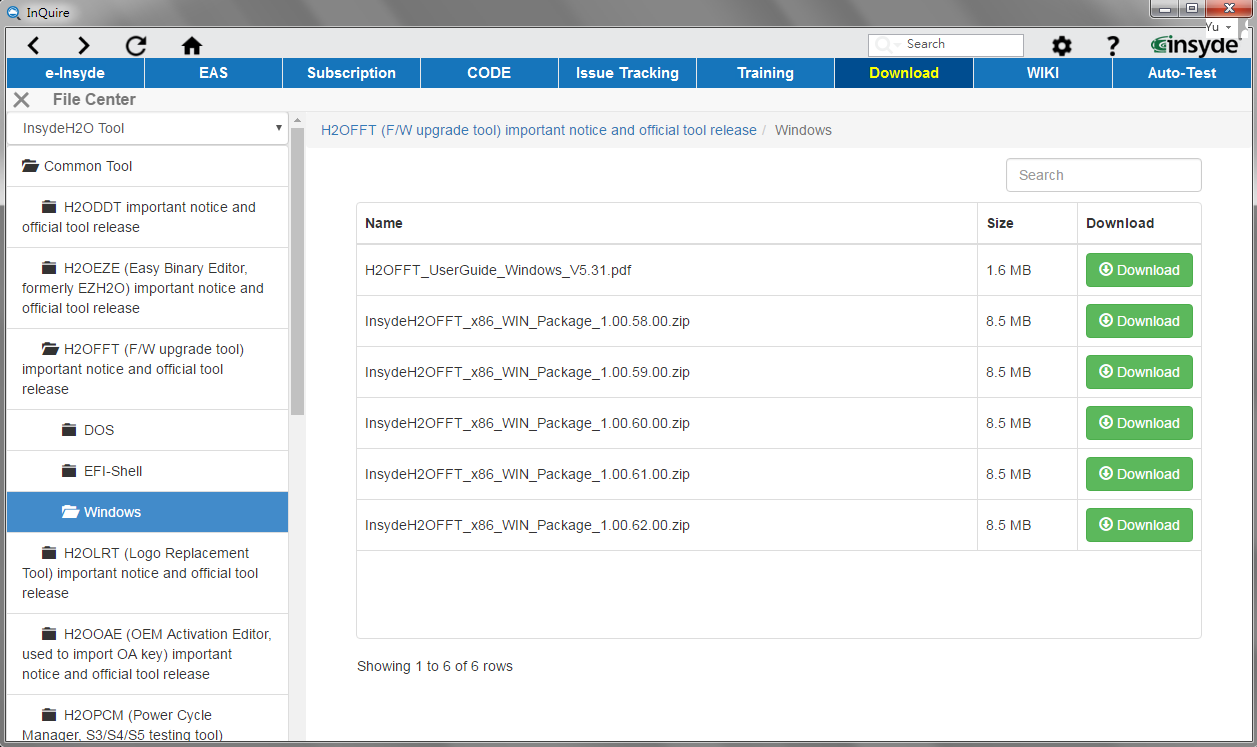 InQuire
Yu
Search
?
insyde
e-Insyde
EAS
Subscription
CODE
Issue Tracking
Training
Download
WIKI
Auto-Test
File Center
InsydeH2O Tool
Common Tool
H2ODDT important notice and
official tool release
H2OEZE (Easy Binary Editor,
formerly EZH2O) important notice and
official tool release
H2OFFT (F/W upgrade tool)
important notice and official tool
release
DOS
EFI-Shell
Windows
H2OLRT (Logo Replacement
Tool) important notice and official tool
release
H2OOAE (OEM Activation Editor,
used to import OA key) important
notice and official tool release
H2OPCM (Power Cycle
Manager, S3/S4/S5 testing tool)
H2OFFT (F/W upgrade tool) important notice and official tool release / Windows
Search
Name Size Download
H2OFFT_UserGuide_Windows_V5.31.pdf 1.6 MB Download
InsydeH2OFFT_x86_WIN_Package_1.00.58.00.zip 8.5 MB Download
InsydeH2OFFT_x86_WIN_Package_1.00.59.00.zip 8.5 MB Download
InsydeH2OFFT_x86_WIN_Package_1.00.60.00.zip 8.5 MB Download
InsydeH2OFFT_x86_WIN_Package_1.00.61.00.zip 8.5 MB Download
InsydeH2OFFT_x86_WIN_Package_1.00.62.00.zip 8.5 MB Download
Showing 1 to 6 of 6 rows